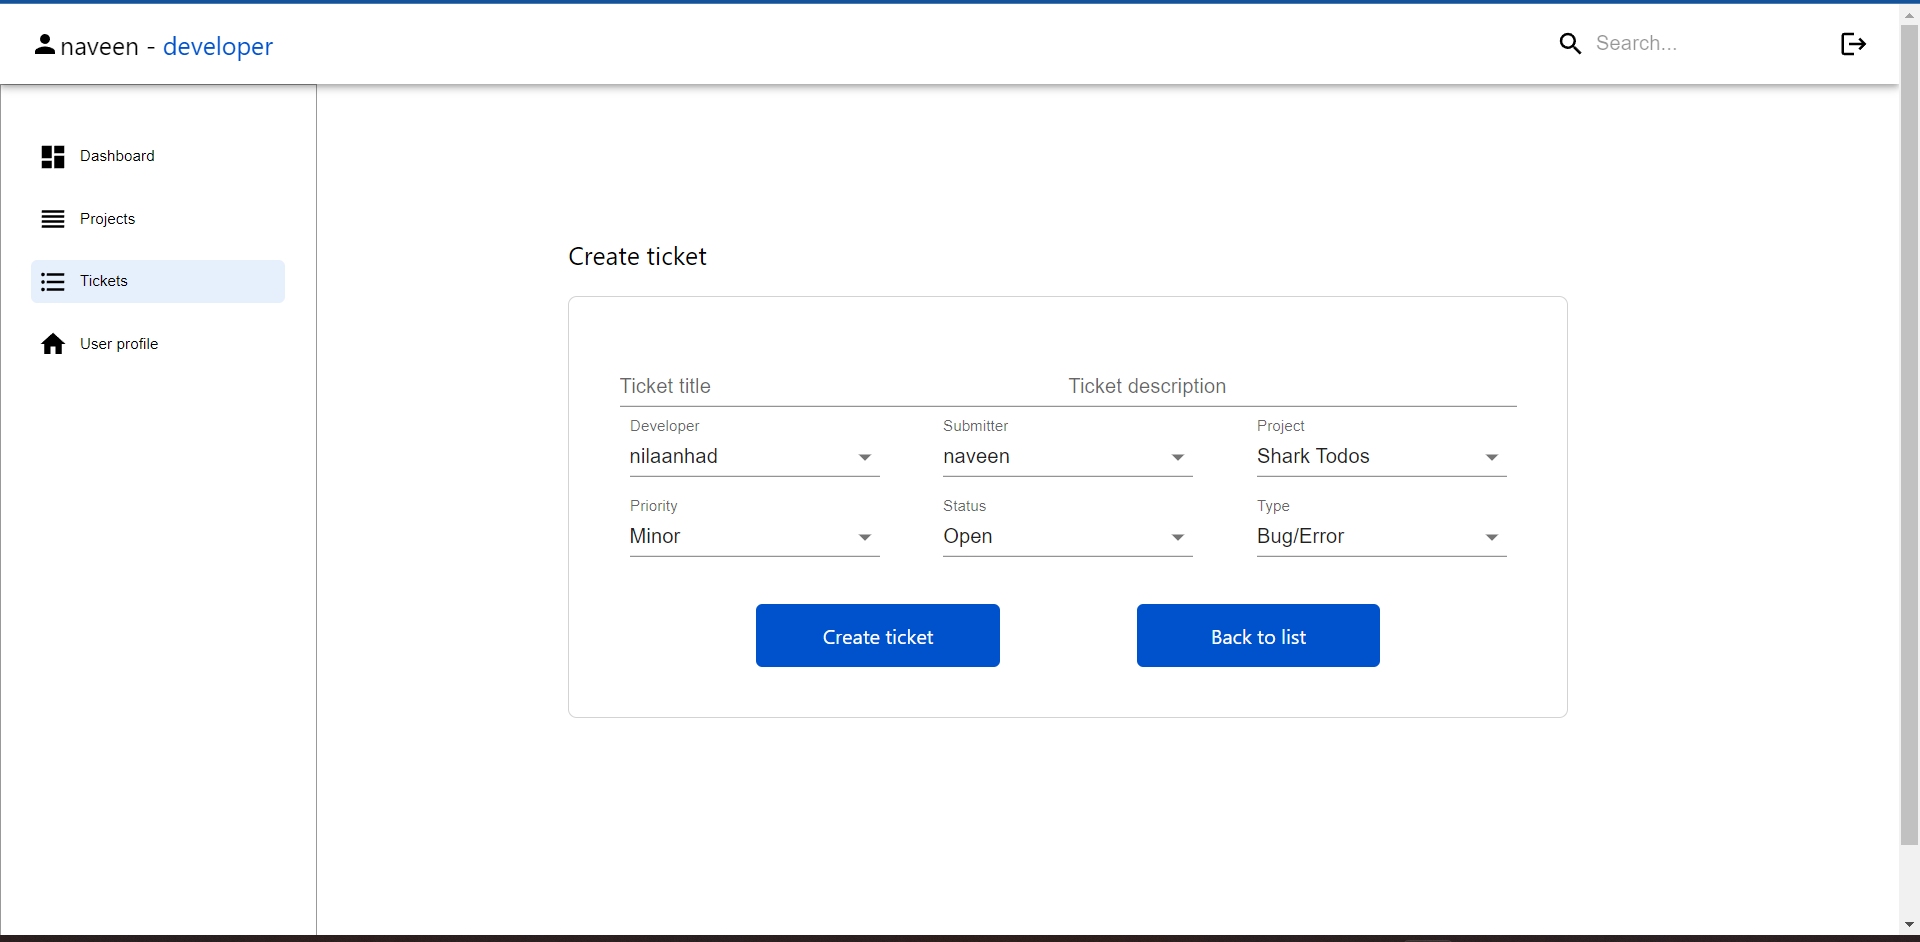 naveen - developer
Search...
Dashboard
Projects
Tickets
User profile
Create ticket
Ticket title
Ticket description
Developer
Submitter
Project
nilaanhad
naveen
Shark Todos
Priority
Status
Type
Minor
Open
Bug/Error
Create ticket
Back to list